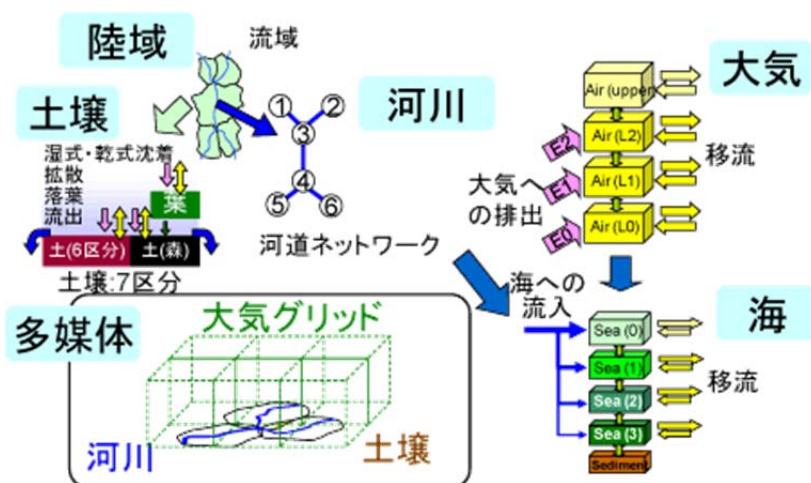 陸域
流域
土壌
湿式・乾式沈着
拡散
落葉
流出
葉
土(6区分)
土(森)
土壌:7区分
河川
①
②
③
④
⑤
⑥
河道ネットワーク
大気
Air (upper)
Air (L2)
Air (L1)
Air (L0)
E2
E1
E0
大気へ
の排出
移流
海への
流入
海
Sea (0)
Sea (1)
Sea (2)
Sea (3)
Sediment
移流
多媒体
大気グリッド
河川
土壌